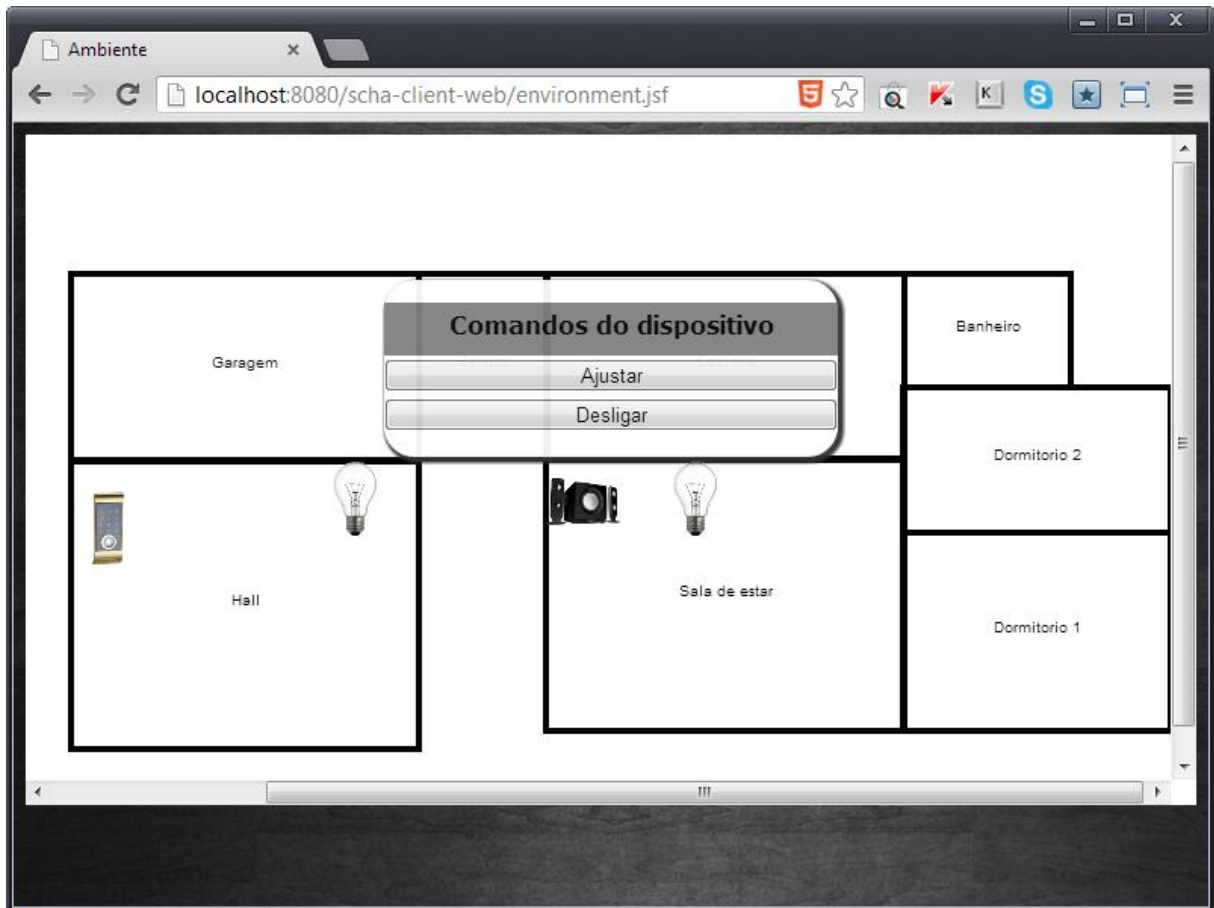 Ambiente
localhost:8080/scha-client-web/environment.jsf
Comandos do dispositivo
Ajustar
Desligar
Garagem
Banheiro
Dormitorio 2
Hall
Sala de estar
Dormitorio 1